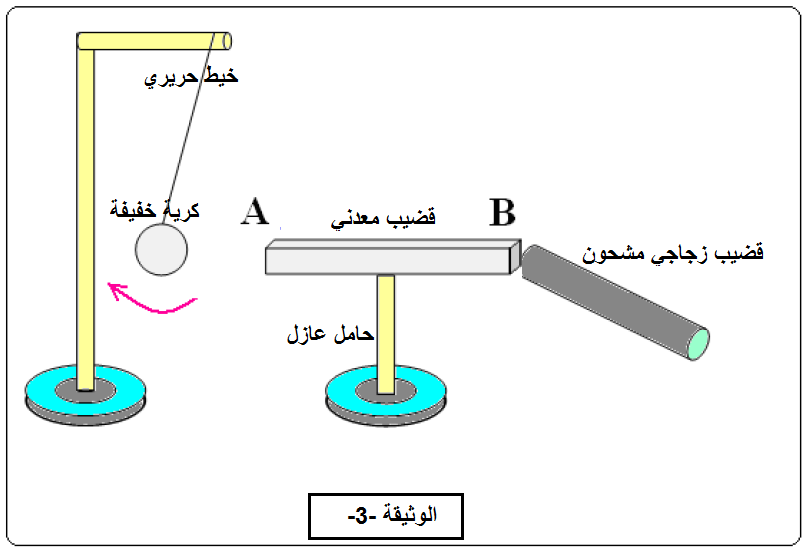 خيط حريري
كرية خفيفة
A
قضيب معدني
B
قضيب زجاجي مشحون
حامل عازل
الوثيقة -3-